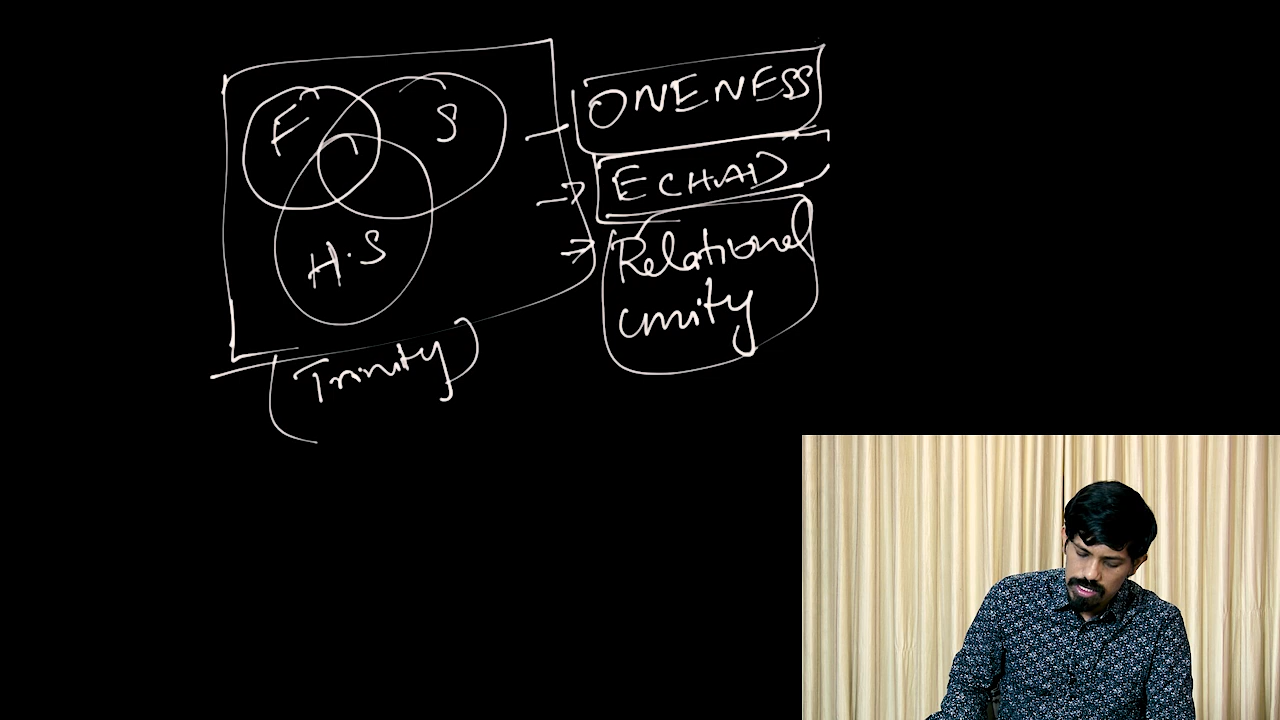 F
S
H.S
(Trinity)
ONENESS
ECHAD
Relational
unity